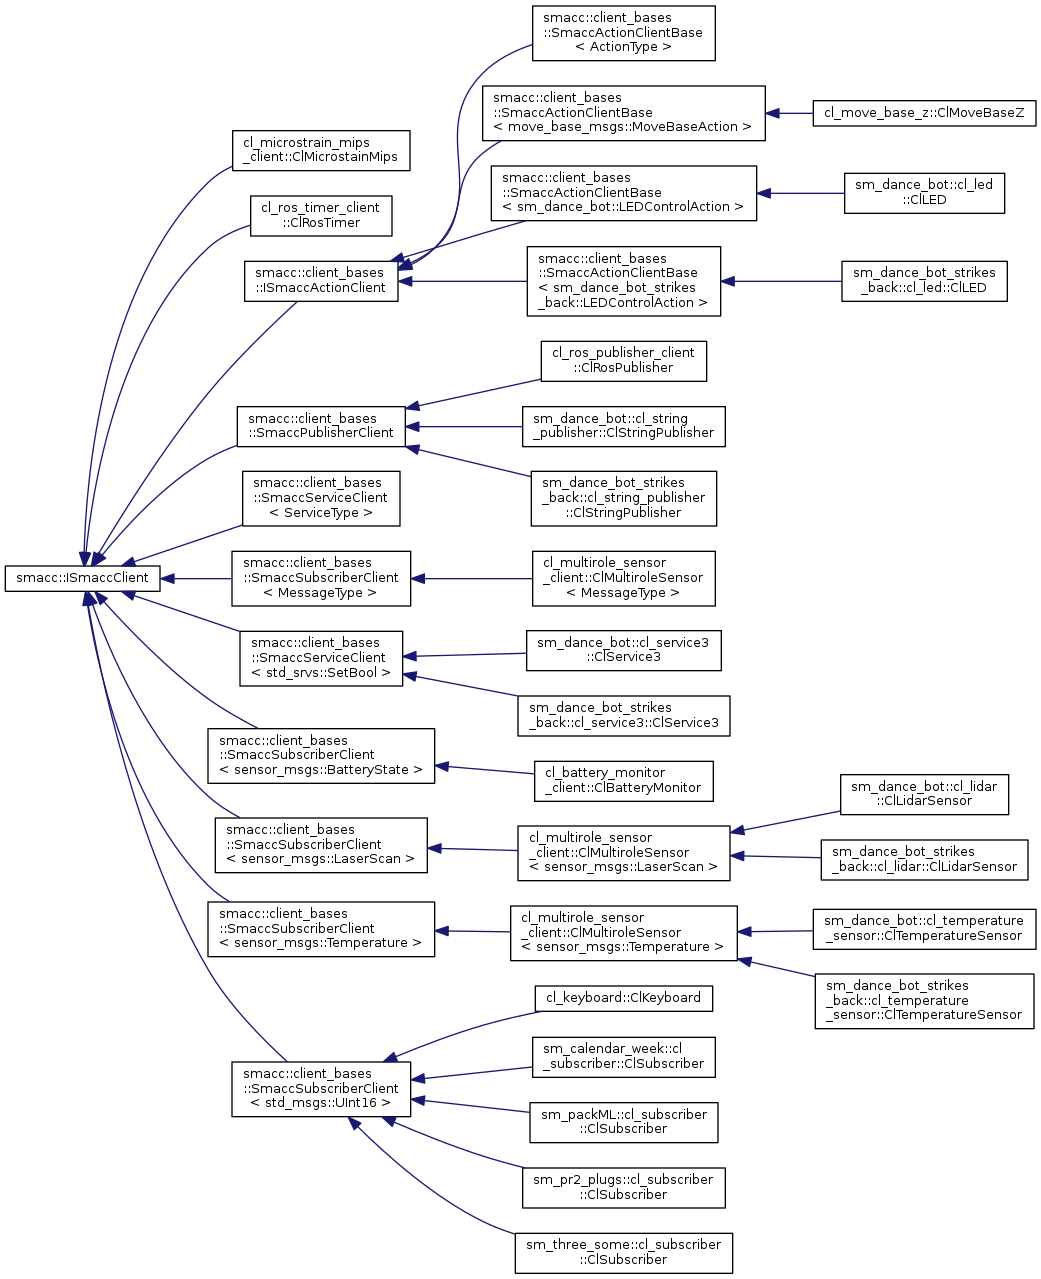 smacc::ISmaccClient
cl_microstrain_mips
_client::ClMicrostainMips
cl_ros_timer_client
::ClRosTimer
smacc::client_bases
::ISmaccActionClient
smacc::client_bases
::SmaccPublisherClient
smacc::client_bases
::SmaccServiceClient
< ServiceType >
smacc::client_bases
::SmaccSubscriberClient
< MessageType >
smacc::client_bases
::SmaccServiceClient
< std_srvs::SetBool >
smacc::client_bases
::SmaccSubscriberClient
< sensor_msgs::BatteryState >
smacc::client_bases
::SmaccSubscriberClient
< sensor_msgs::LaserScan >
smacc::client_bases
::SmaccSubscriberClient
< sensor_msgs::Temperature >
smacc::client_bases
::SmaccSubscriberClient
< std_msgs::UInt16 >
smacc::client_bases
::SmaccActionClientBase
< ActionType >
smacc::client_bases
::SmaccActionClientBase
< move_base_msgs::MoveBaseAction >
smacc::client_bases
::SmaccActionClientBase
< sm_dance_bot::LEDControlAction >
smacc::client_bases
::SmaccActionClientBase
< sm_dance_bot_strikes
_back::LEDControlAction >
cl_ros_publisher_client
::ClRosPublisher
sm_dance_bot::cl_string
_publisher::ClStringPublisher
sm_dance_bot_strikes
_back::cl_string_publisher
::ClStringPublisher
cl_multirole_sensor
_client::ClMultiroleSensor
< MessageType >
sm_dance_bot::cl_service3
::ClService3
sm_dance_bot_strikes
_back::cl_service3::ClService3
cl_battery_monitor
_client::ClBatteryMonitor
cl_multirole_sensor
_client::ClMultiroleSensor
< sensor_msgs::LaserScan >
cl_multirole_sensor
_client::ClMultiroleSensor
< sensor_msgs::Temperature >
cl_keyboard::ClKeyboard
sm_calendar_week::cl
_subscriber::ClSubscriber
sm_packML::cl_subscriber
::ClSubscriber
sm_pr2_plugs::cl_subscriber
::ClSubscriber
sm_three_some::cl_subscriber
::ClSubscriber
cl_move_base_z::ClMoveBaseZ
sm_dance_bot::cl_led
::ClLED
sm_dance_bot_strikes
_back::cl_led::ClLED
sm_dance_bot::cl_lidar
::ClLidarSensor
sm_dance_bot_strikes
_back::cl_lidar::ClLidarSensor
sm_dance_bot::cl_temperature
_sensor::ClTemperatureSensor
sm_dance_bot_strikes
_back::cl_temperature
_sensor::ClTemperatureSensor